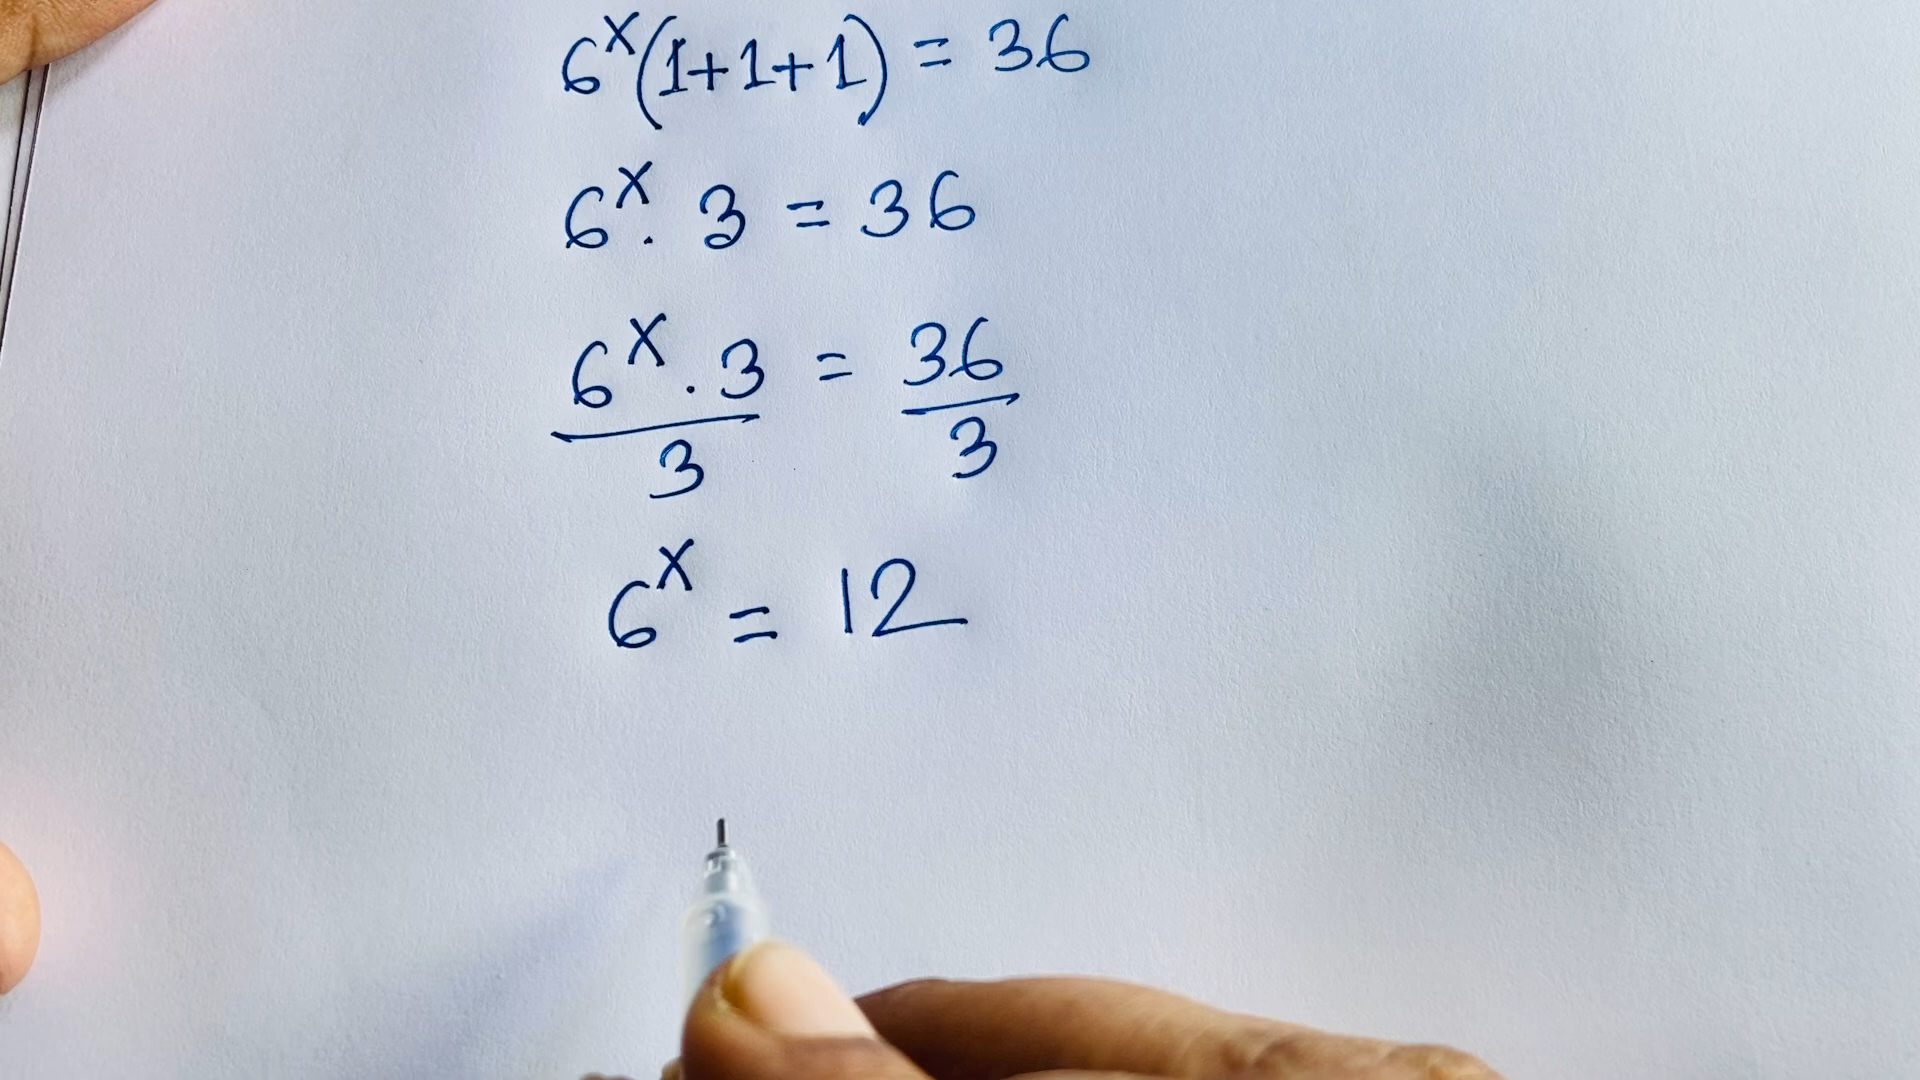 6^x(1+1+1) = 36
6^x . 3 = 36
6^x . 3 / 3 = 36 / 3
6^x = 12